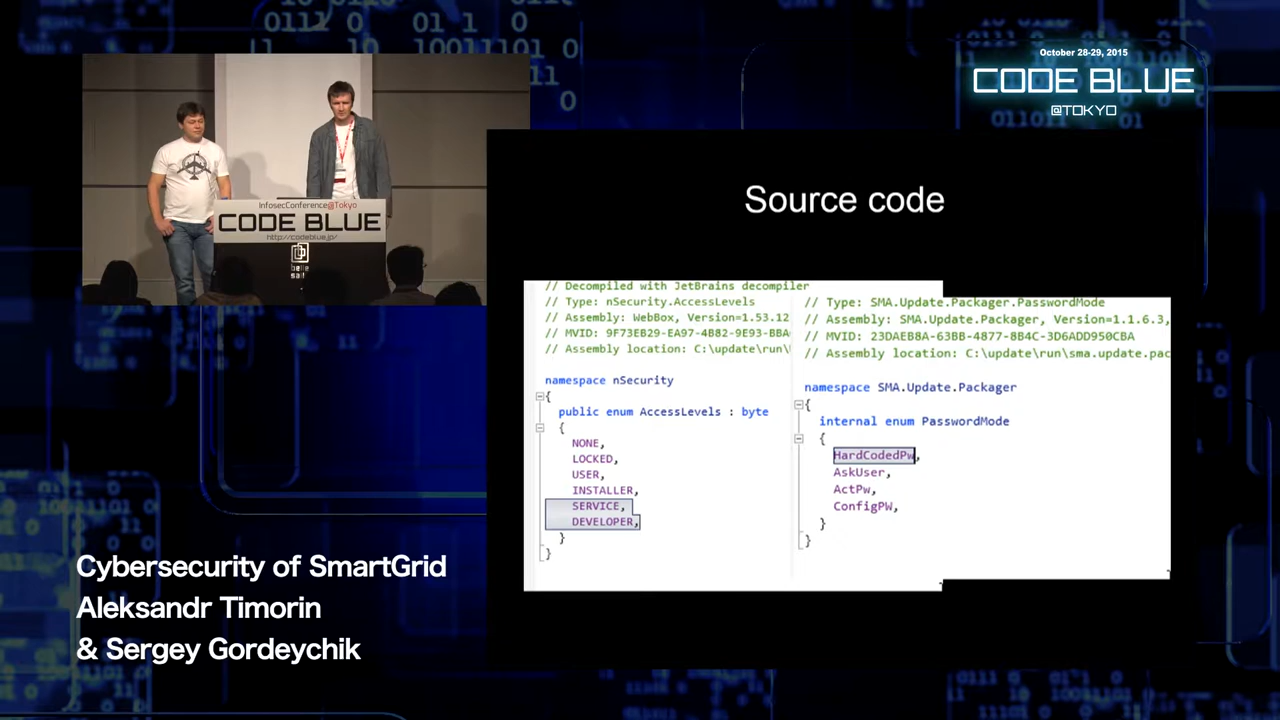 October 28-29, 2015
CODE BLUE
@TOKYO
InfosecConference@Tokyo
CODE BLUE
http://codeblue.jp/
Source code
// Decompiled with JetBrains decompiler
// Type: nSecurity.AccessLevels
// Assembly: WebBox, Version=1.53.12
// MVID: 9F73EB29-EA97-4B82-9E93-BBA
// Assembly location: C:\update\run\
namespace nSecurity
{
public enum AccessLevels : byte
{
NONE,
LOCKED,
USER,
INSTALLER,
SERVICE,
DEVELOPER,
}
}
// Type: SMA.Update.Packager.PasswordMode
// Assembly: SMA.Update.Packager, Version=1.1.6.3,
// MVID: 23DAEB8A-63BB-4877-8B4C-3D6ADD950CBA
// Assembly location: C:\update\run\sma.update.pac
namespace SMA.Update.Packager
{
internal enum PasswordMode
{
HardCodedPw,
AskUser,
ActPw,
ConfigPW,
}
}
Cybersecurity of SmartGrid
Aleksandr Timorin
& Sergey Gordeychik